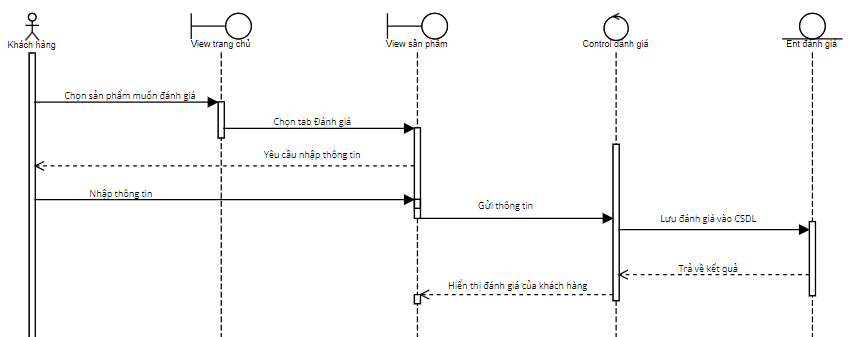 Khách hàng
View trang chủ
View sản phẩm
Control đánh giá
Ent đánh giá
Chọn sản phẩm muốn đánh giá
Chọn tab Đánh giá
Yêu cầu nhập thông tin
Nhập thông tin
Gửi thông tin
Lưu đánh giá vào CSDL
Trả về kết quả
Hiển thị đánh giá của khách hàng